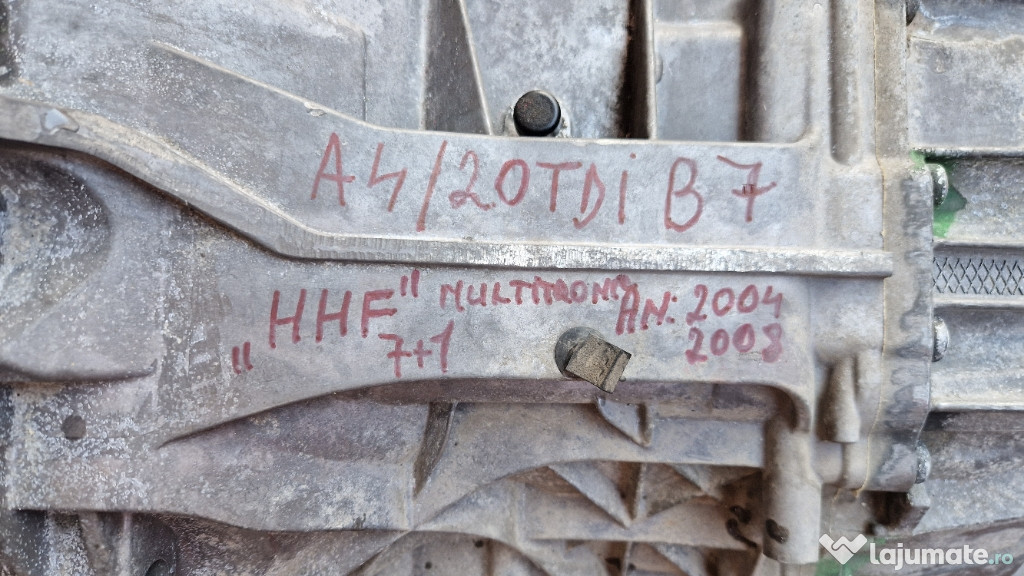 A4/2.0TDi B7
"HHF" MULTITRONIC AN: 2004
7+1 2008
lajumate.ro